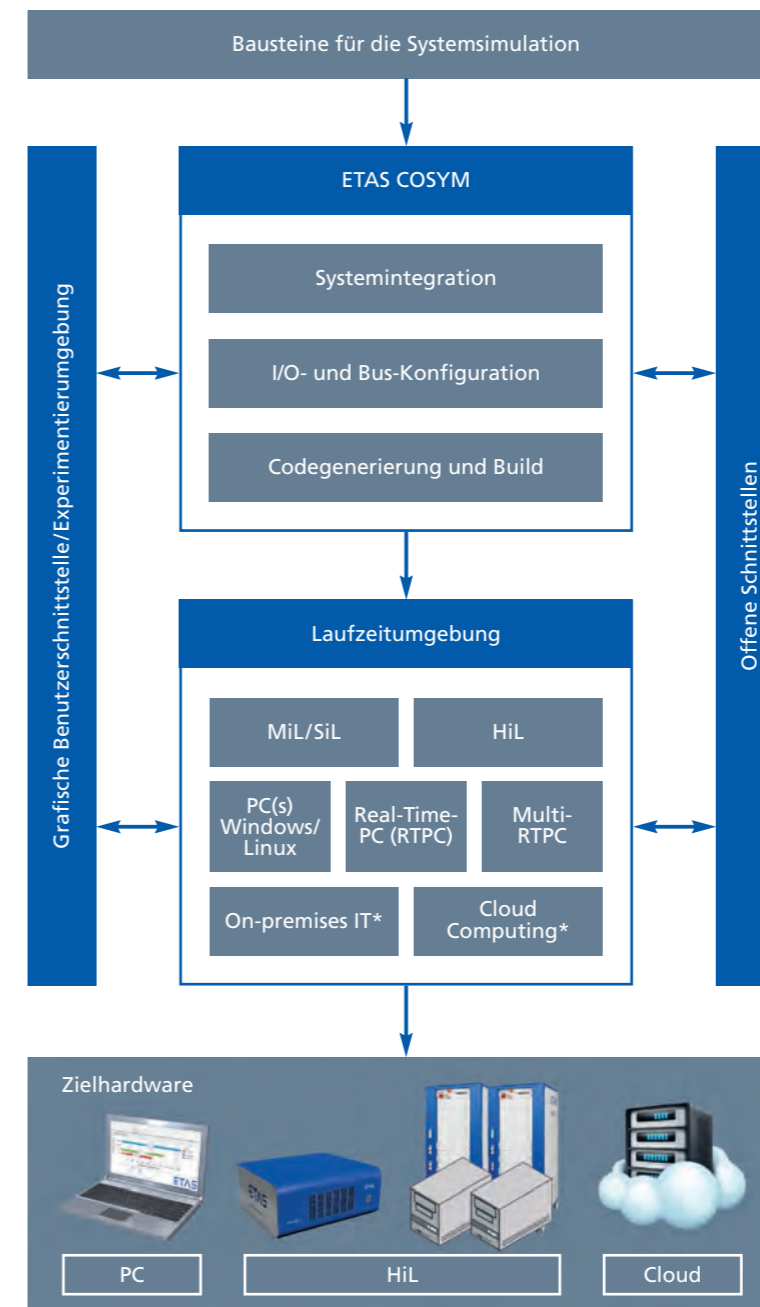 Bausteine für die Systemsimulation
Grafische Benutzerschnittstelle/Experimentierumgebung
ETAS COSYM
Systemintegration
I/O- und Bus-Konfiguration
Codegenerierung und Build
Offene Schnittstellen
Laufzeitumgebung
MiL/SiL
HiL
PC(s)
Windows/
Linux
Real-Time-
PC (RTPC)
Multi-
RTPC
On-premises IT*
Cloud
Computing*
Zielhardware
ETAS
ETAS
PC
HiL
Cloud